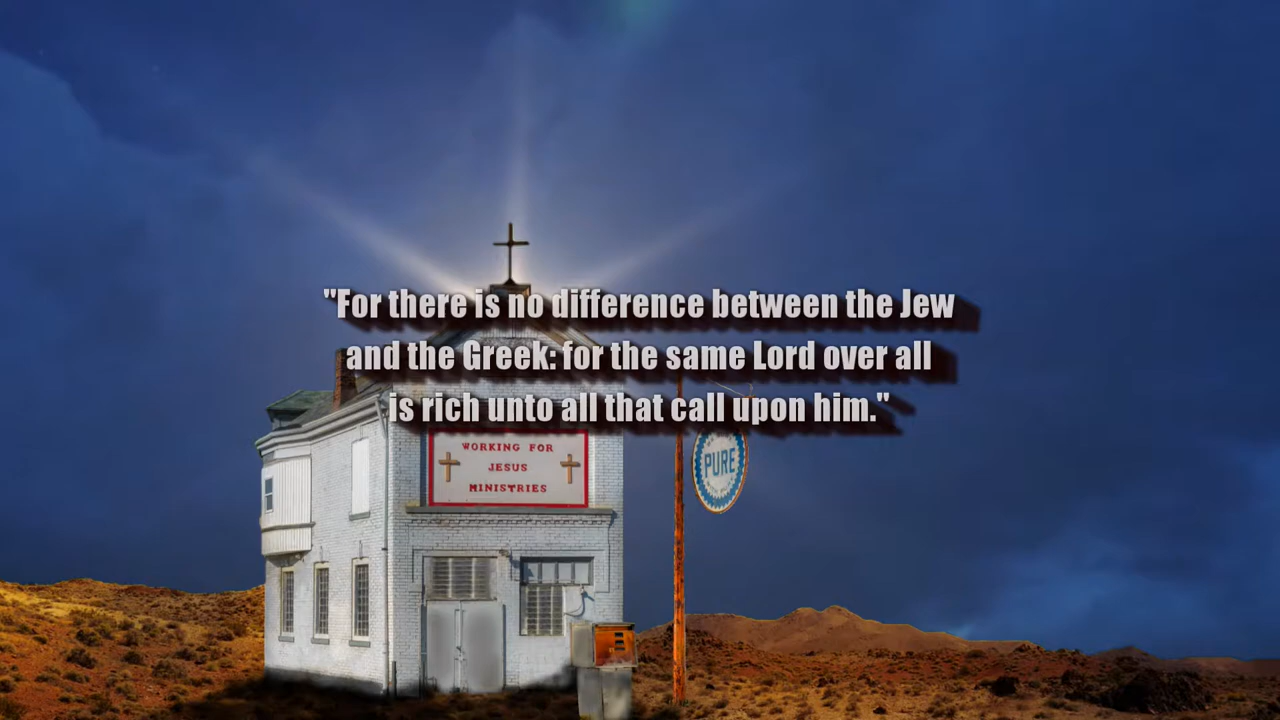 "For there is no difference between the Jew
and the Greek: for the same Lord over all
is rich unto all that call upon him."
WORKING FOR
JESUS
MINISTRIES
PURE